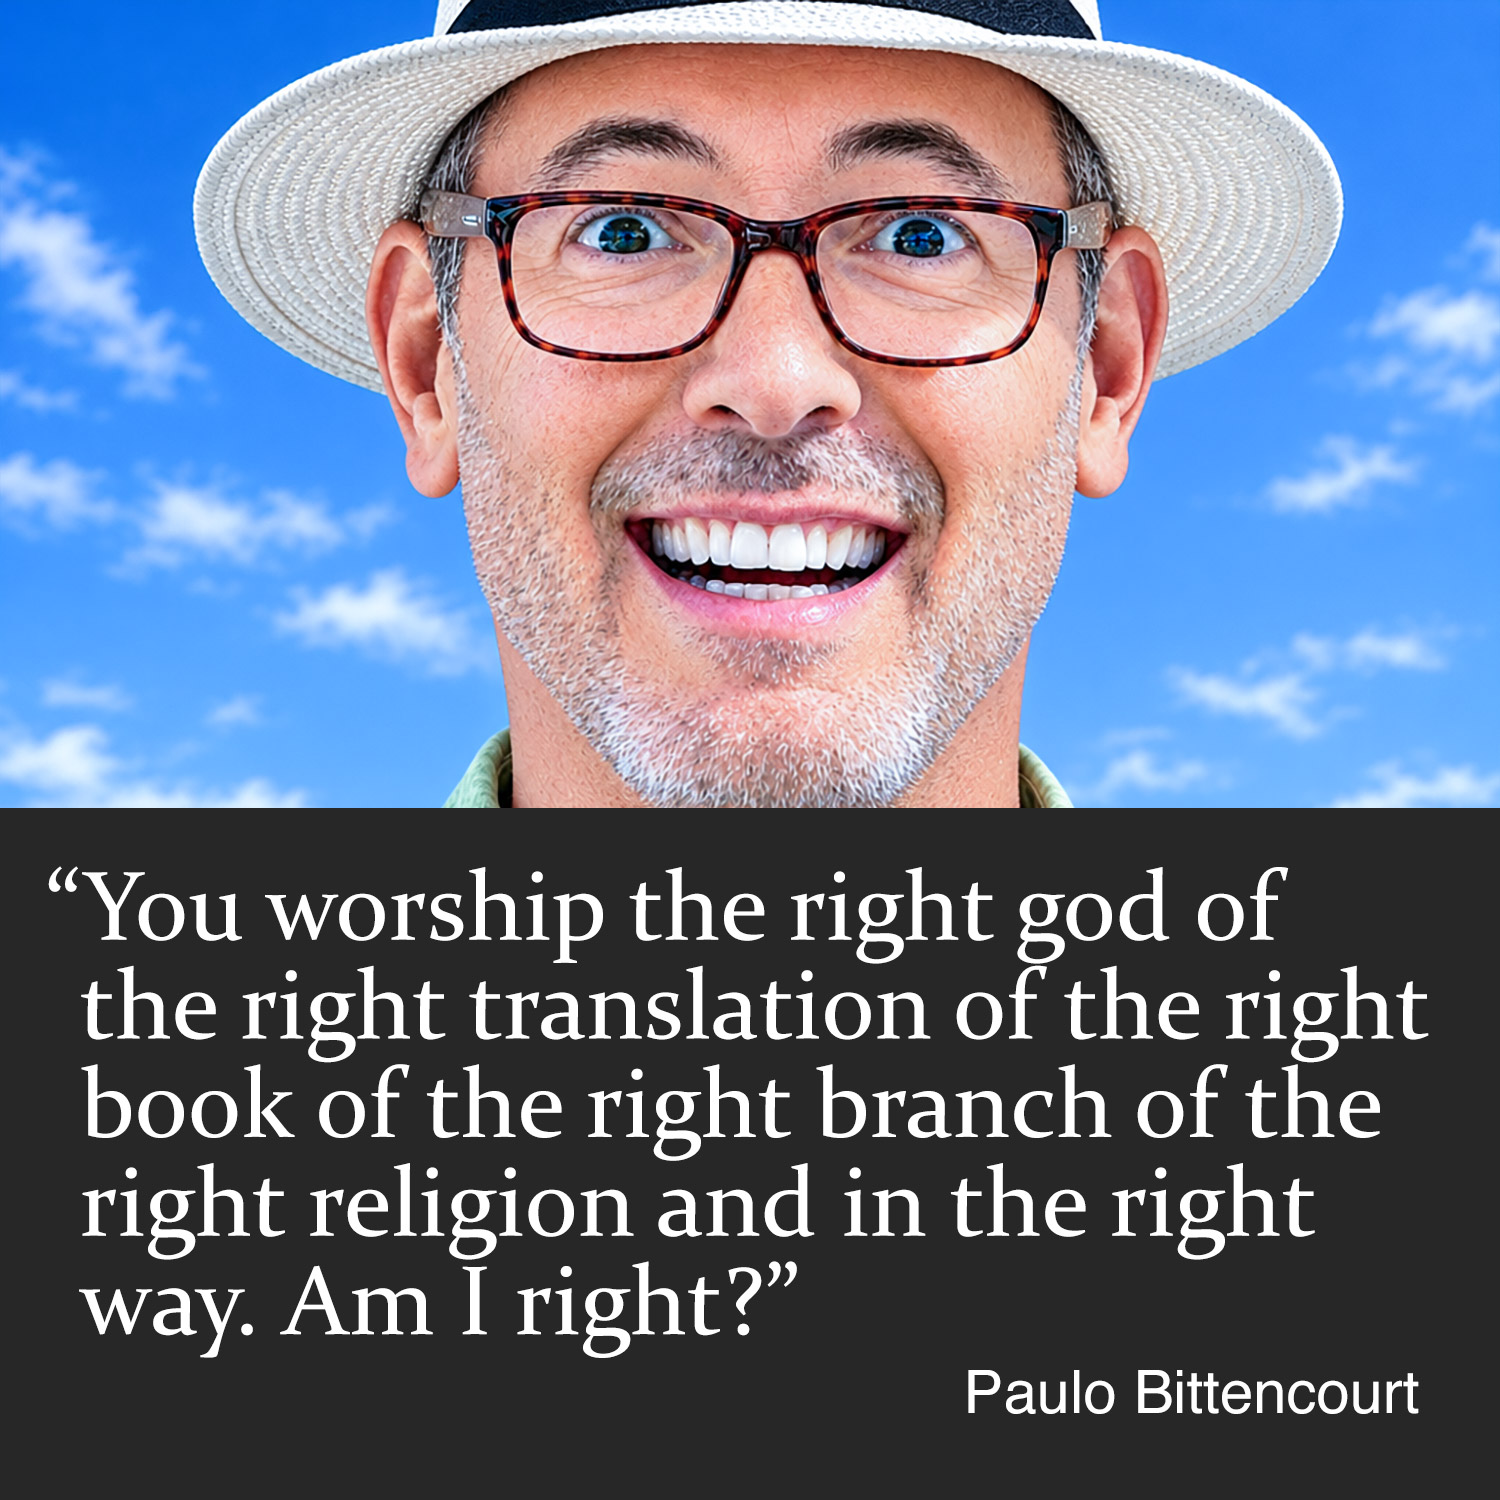 “You worship the right god of
the right translation of the right
book of the right branch of the
right religion and in the right
way. Am I right?”
Paulo Bittencourt